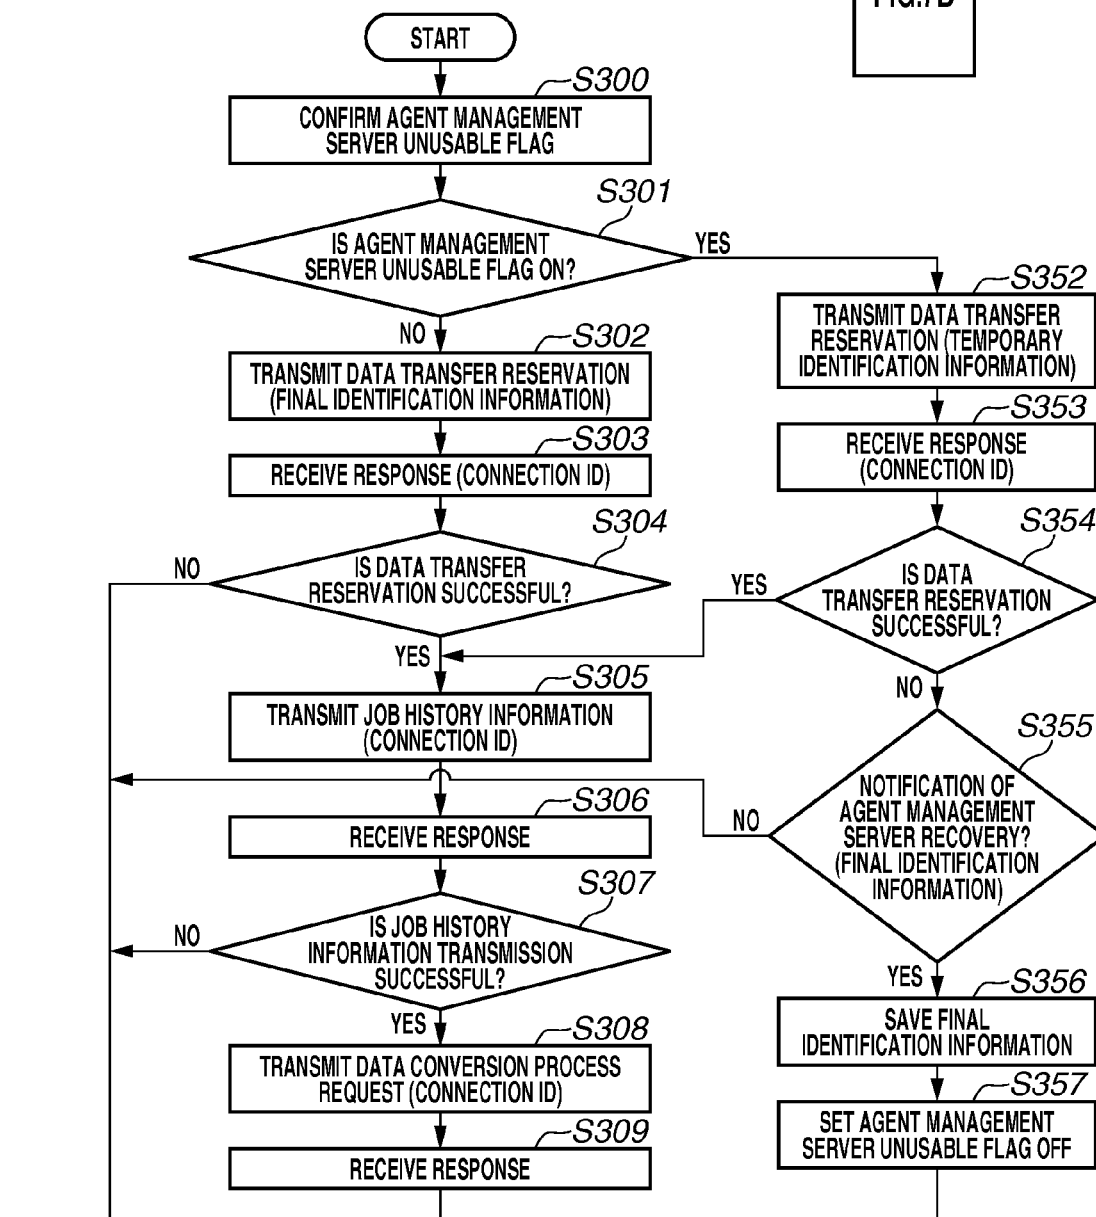 FIG.7B
START
S300
CONFIRM AGENT MANAGEMENT
SERVER UNUSABLE FLAG
S301
IS AGENT MANAGEMENT
SERVER UNUSABLE FLAG ON?
YES
NO
S302
TRANSMIT DATA TRANSFER RESERVATION
(FINAL IDENTIFICATION INFORMATION)
S303
RECEIVE RESPONSE (CONNECTION ID)
S304
IS DATA TRANSFER
RESERVATION SUCCESSFUL?
NO
YES
S305
TRANSMIT JOB HISTORY INFORMATION
(CONNECTION ID)
S306
RECEIVE RESPONSE
S307
IS JOB HISTORY
INFORMATION TRANSMISSION
SUCCESSFUL?
NO
YES
S308
TRANSMIT DATA CONVERSION PROCESS
REQUEST (CONNECTION ID)
S309
RECEIVE RESPONSE
S352
TRANSMIT DATA TRANSFER
RESERVATION (TEMPORARY
IDENTIFICATION INFORMATION)
S353
RECEIVE RESPONSE
(CONNECTION ID)
S354
IS DATA
TRANSFER RESERVATION
SUCCESSFUL?
YES
NO
S355
NOTIFICATION OF
AGENT MANAGEMENT
SERVER RECOVERY?
(FINAL IDENTIFICATION
INFORMATION)
NO
YES
S356
SAVE FINAL
IDENTIFICATION INFORMATION
S357
SET AGENT MANAGEMENT
SERVER UNUSABLE FLAG OFF